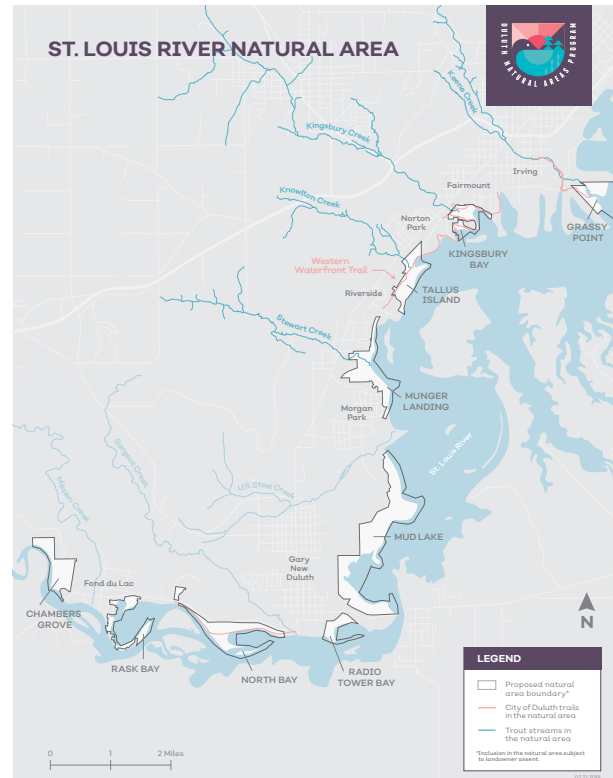 ST. LOUIS RIVER NATURAL AREA
DULUTH NATURAL AREAS PROGRAM
Keene Creek
Kingsbury Creek
Irving
Fairmount
Knowlton Creek
Norton
Park
GRASSY
POINT
KINGSBURY
BAY
Western
Waterfront Trail
TALLUS
ISLAND
Riverside
Stewart Creek
MUNGER
LANDING
Morgan
Park
St. Louis River
Sargent Creek
U.S. Steel Creek
Mission Creek
MUD LAKE
Gary
New
Duluth
Fond du Lac
CHAMBERS
GROVE
RASK BAY
NORTH BAY
RADIO
TOWER BAY
N
LEGEND
Proposed natural
area boundary*
City of Duluth trails
in the natural area
Trout streams in
the natural area
*Inclusion in the natural area subject
to landowner assent.
0 1 2 Miles